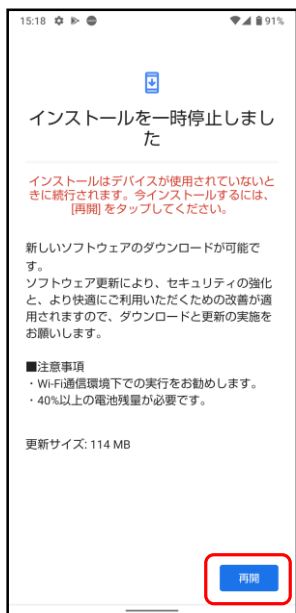 15:18 91%
インストールを一時停止しまし
た
インストールはデバイスが使用されていないと
きに続行されます。今インストールするには、
[再開] をタップしてください。
新しいソフトウェアのダウンロードが可能で
す。
ソフトウェア更新により、セキュリティの強化
と、より快適にご利用いただくための改善が適
用されますので、ダウンロードと更新の実施を
お願いします。
■注意事項
・Wi-Fi通信環境下での実行をお勧めします。
・40%以上の電池残量が必要です。
更新サイズ: 114 MB
再開